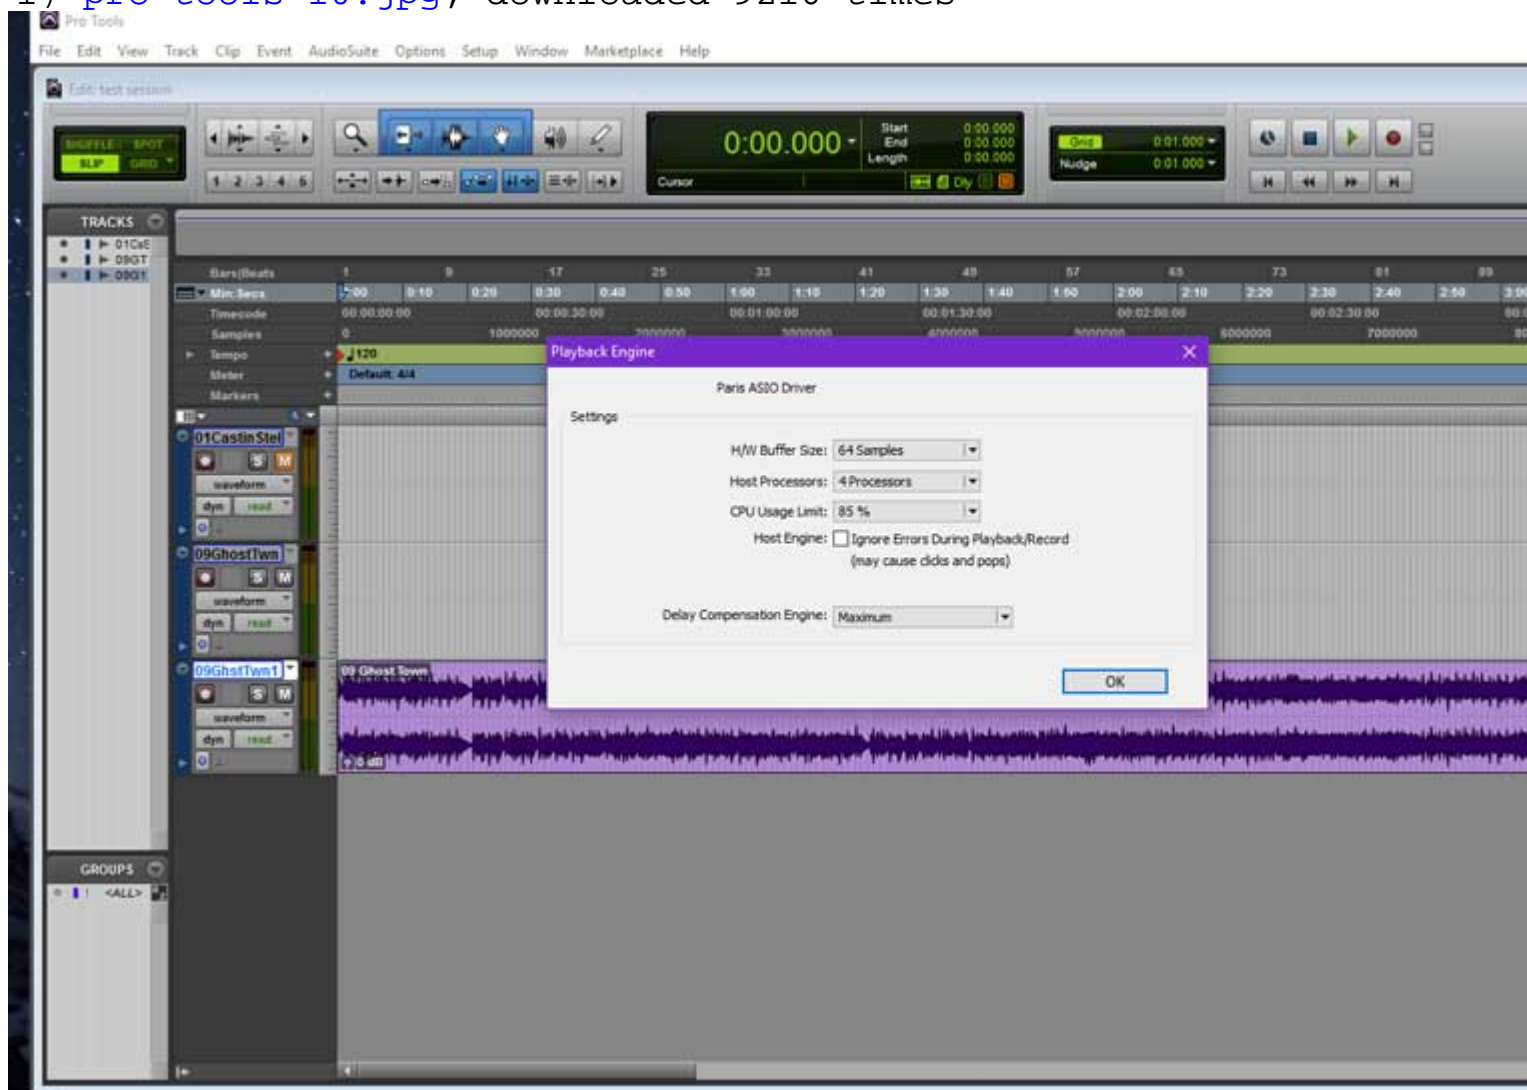 Pro Tools
File Edit View Track Clip Event AudioSuite Options Setup Window Marketplace Help
Edit: test session
SHUFFLE SPOT
SLIP GRID
1 2 3 4 5
0:00.000
Start 0:00.000
End 0:00.000
Length 0:00.000
Cursor
Dly
Grid 0:01.000
Nudge 0:01.000
TRACKS
01CsS
09GT
09G1
Bars|Beats 1 9 17 25 33 41 49 57 65 73 81 89
Min:Secs 0:10 0:20 0:30 0:40 0:50 1:00 1:10 1:20 1:30 1:40 1:50 2:00 2:10 2:20 2:30 2:40 2:50
Timecode 00:00:00:00 00:00:30:00 00:01:00:00 00:01:30:00 00:02:00:00 00:02:30:00
Samples 0 1000000 2000000 3000000 4000000 5000000 6000000 7000000
Tempo 120
Meter Default: 4/4
Markers
Playback Engine
Paris ASIO Driver
Settings
H/W Buffer Size: 64 Samples
Host Processors: 4 Processors
CPU Usage Limit: 85 %
Host Engine: Ignore Errors During Playback/Record
(may cause clicks and pops)
Delay Compensation Engine: Maximum
OK
01CastinStel
S M
waveform
dyn read
09GhostTwn
S M
waveform
dyn read
09GhstTwn1
S M
waveform
dyn read
09 Ghost Town
0 dB
GROUPS
! <ALL>